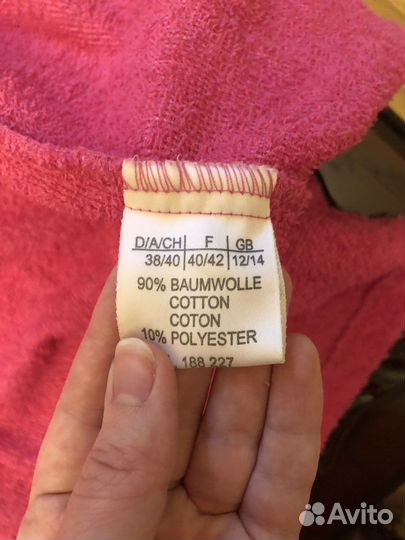 D/A/CH F GB
38/40 40/42 12/14
90% BAUMWOLLE
COTTON
COTON
10% POLYESTER
188 227
Avito